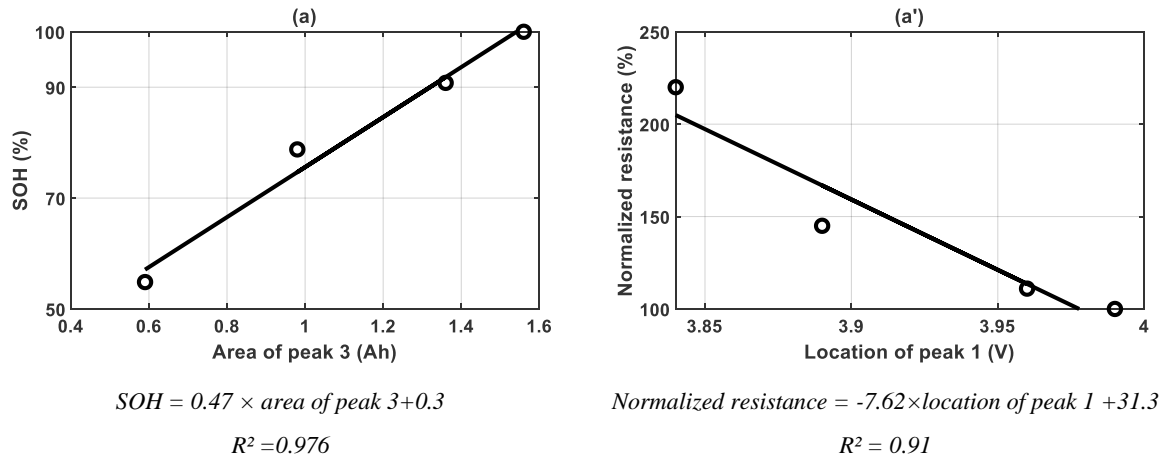 (a)
100
90
70
50
SOH (%)
0.4 0.6 0.8 1 1.2 1.4 1.6
Area of peak 3 (Ah)
SOH = 0.47 × area of peak 3+0.3
R² =0.976
(a')
250
200
150
100
Normalized resistance (%)
3.85 3.9 3.95 4
Location of peak 1 (V)
Normalized resistance = -7.62×location of peak 1 +31.3
R² = 0.91